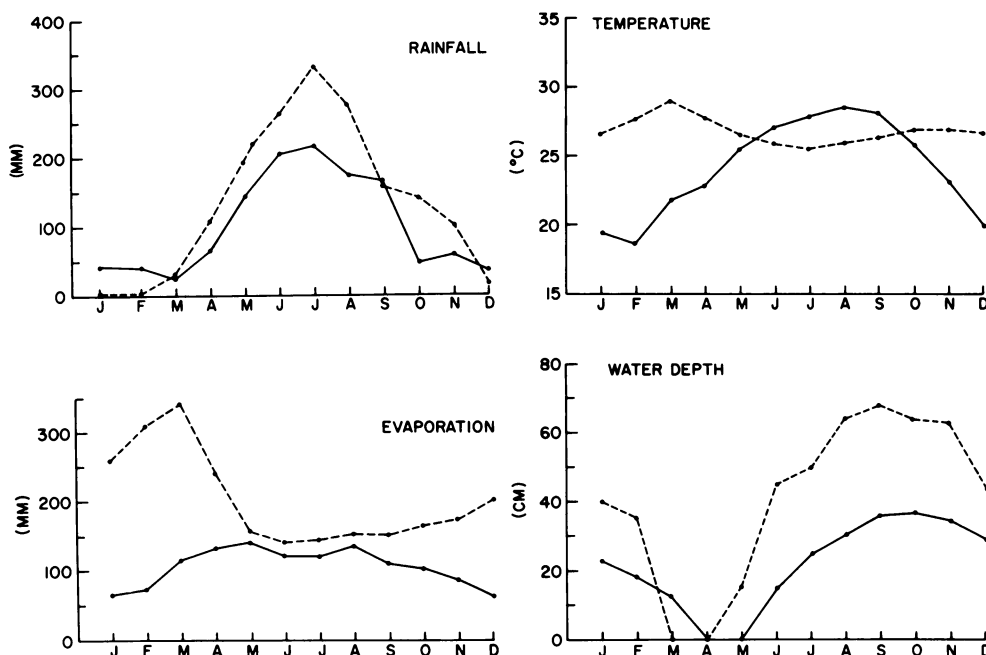 RAINFALL
(MM)
400
300
200
100
0
J F M A M J J A S O N D
TEMPERATURE
(°C)
35
30
25
20
15
J F M A M J J A S O N D
EVAPORATION
(MM)
300
200
100
0
J F M A M J J A S O N D
WATER DEPTH
(CM)
80
60
40
20
0
J F M A M J J A S O N D